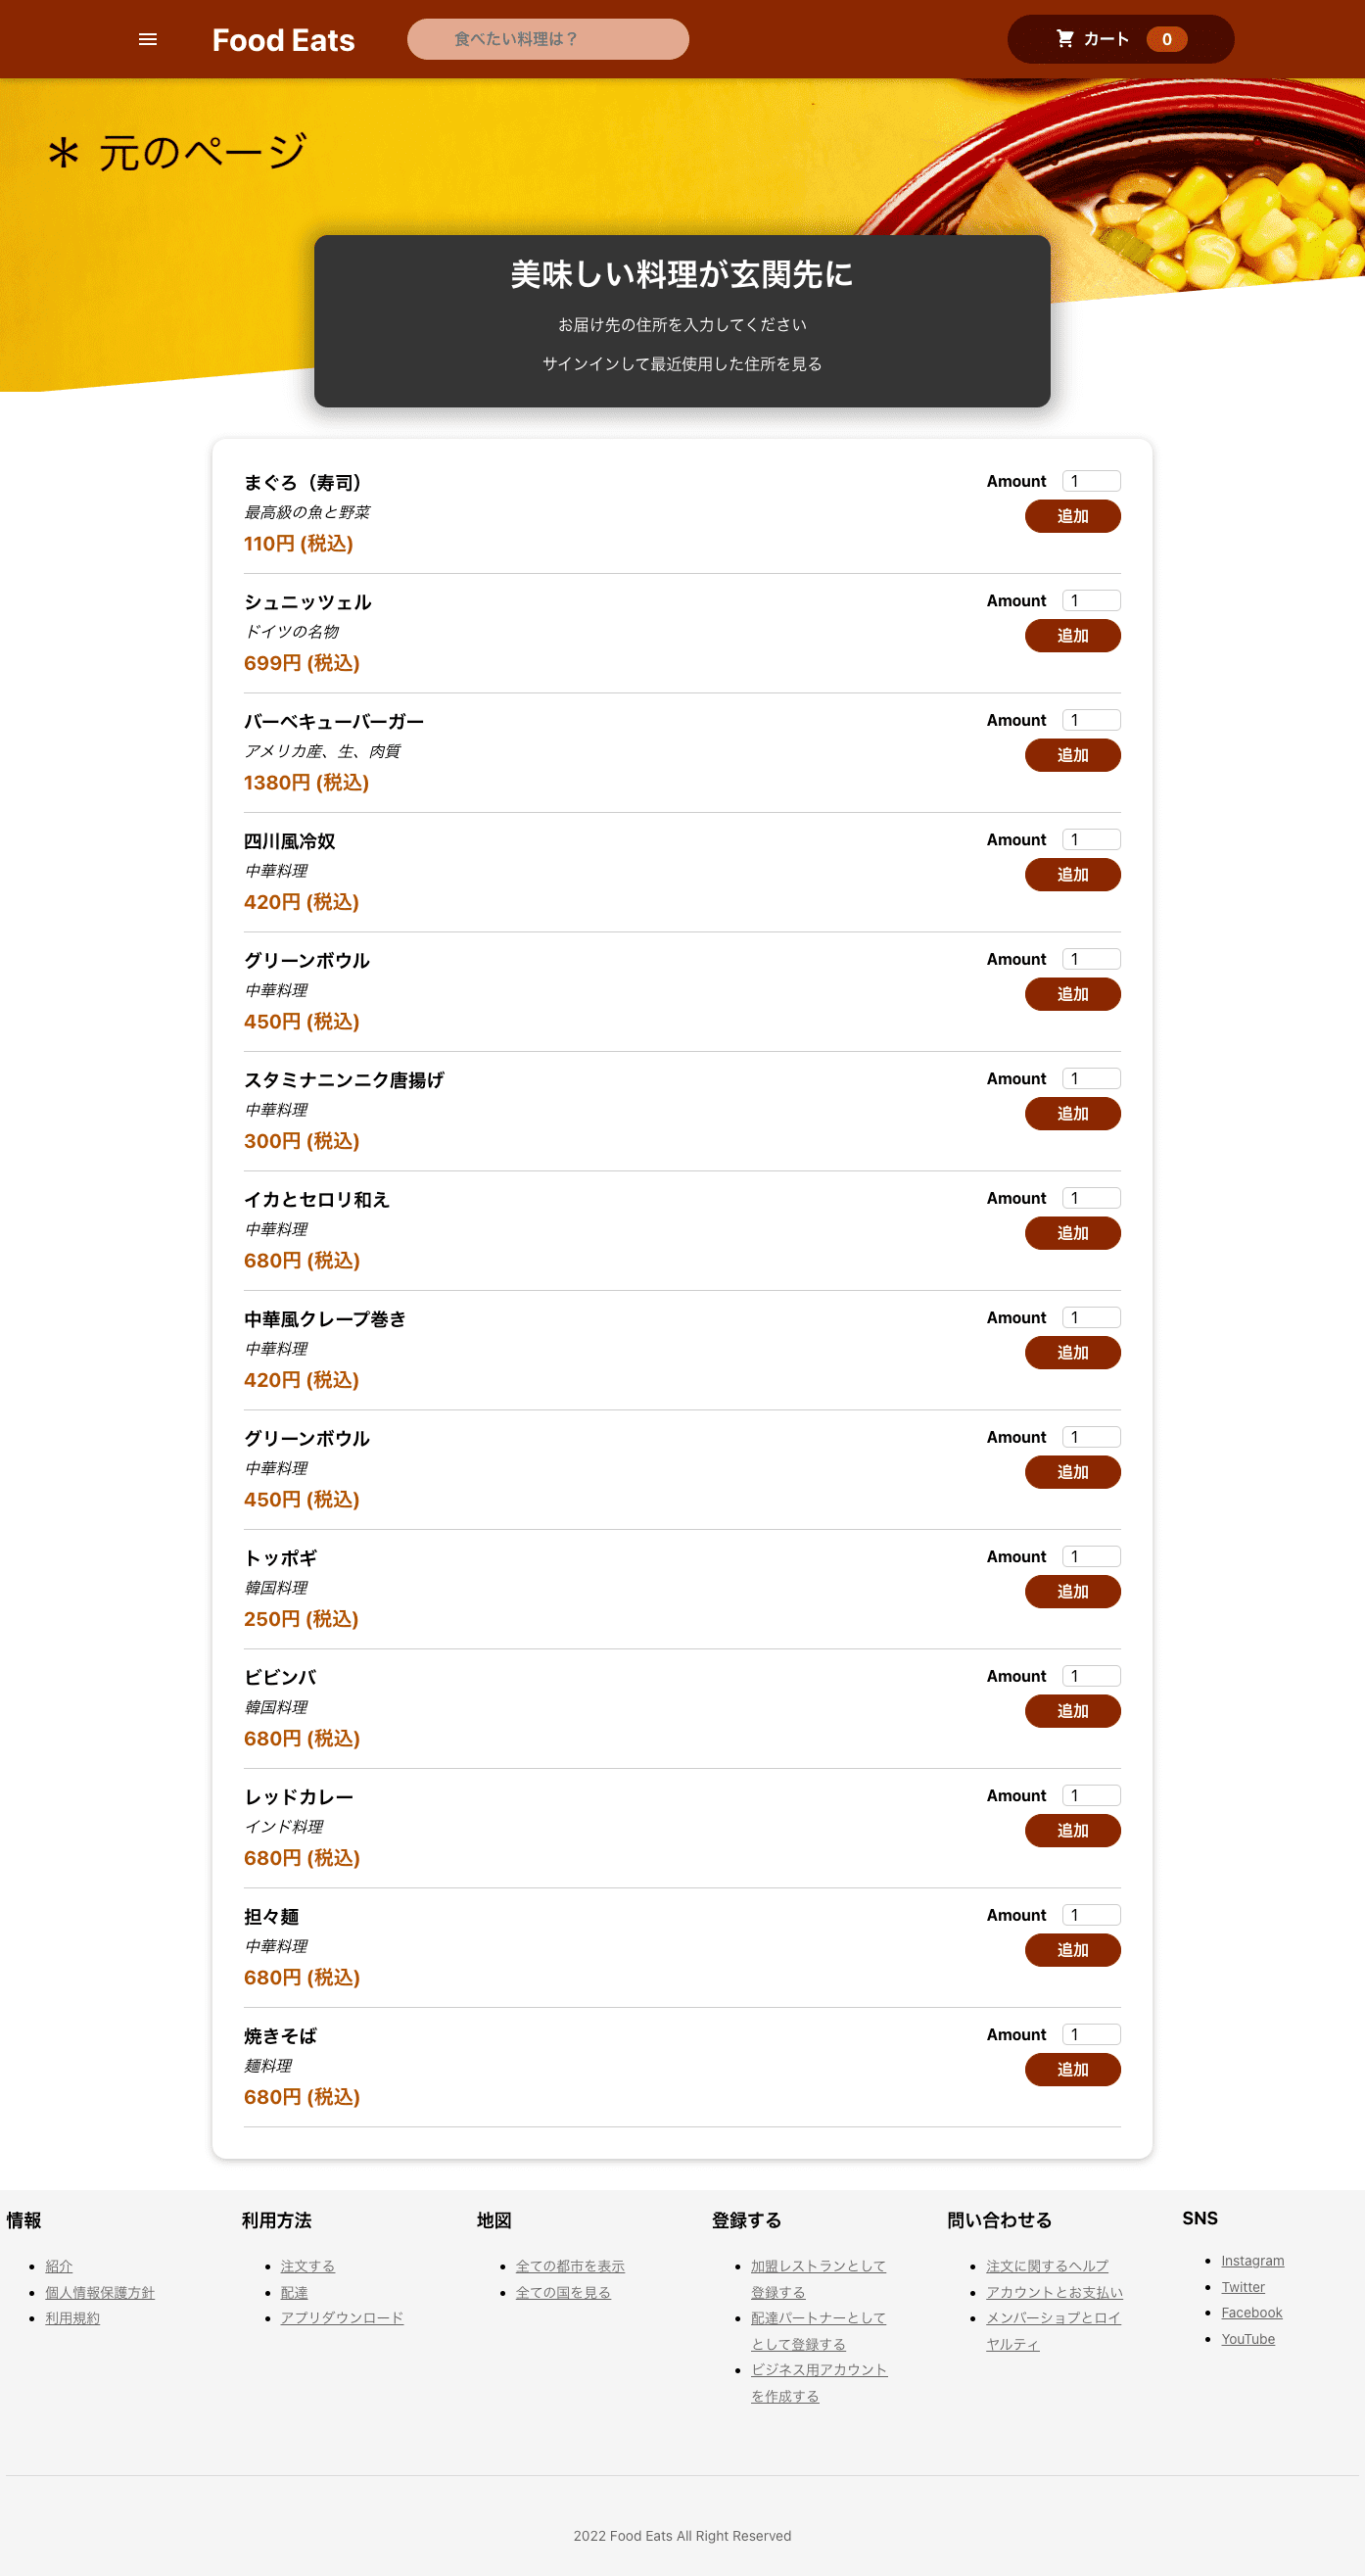 Food Eats
食べたい料理は？
カート 0
＊ 元のページ
美味しい料理が玄関先に
お届け先の住所を入力してください
サインインして最近使用した住所を見る
まぐろ（寿司）
最高級の魚と野菜
110円 (税込)
Amount 1
追加
シュニッツェル
ドイツの名物
699円 (税込)
Amount 1
追加
バーベキューバーガー
アメリカ産、生、肉質
1380円 (税込)
Amount 1
追加
四川風冷奴
中華料理
420円 (税込)
Amount 1
追加
グリーンボウル
中華料理
450円 (税込)
Amount 1
追加
スタミナニンニク唐揚げ
中華料理
300円 (税込)
Amount 1
追加
イカとセロリ和え
中華料理
680円 (税込)
Amount 1
追加
中華風クレープ巻き
中華料理
420円 (税込)
Amount 1
追加
グリーンボウル
中華料理
450円 (税込)
Amount 1
追加
トッポギ
韓国料理
250円 (税込)
Amount 1
追加
ビビンバ
韓国料理
680円 (税込)
Amount 1
追加
レッドカレー
インド料理
680円 (税込)
Amount 1
追加
担々麺
中華料理
680円 (税込)
Amount 1
追加
焼きそば
麺料理
680円 (税込)
Amount 1
追加
情報
紹介
個人情報保護方針
利用規約
利用方法
注文する
配達
アプリダウンロード
地図
全ての都市を表示
全ての国を見る
登録する
加盟レストランとして
登録する
配達パートナーとして
として登録する
ビジネス用アカウント
を作成する
問い合わせる
注文に関するヘルプ
アカウントとお支払い
メンバーショプとロイ
ヤルティ
SNS
Instagram
Twitter
Facebook
YouTube
2022 Food Eats All Right Reserved